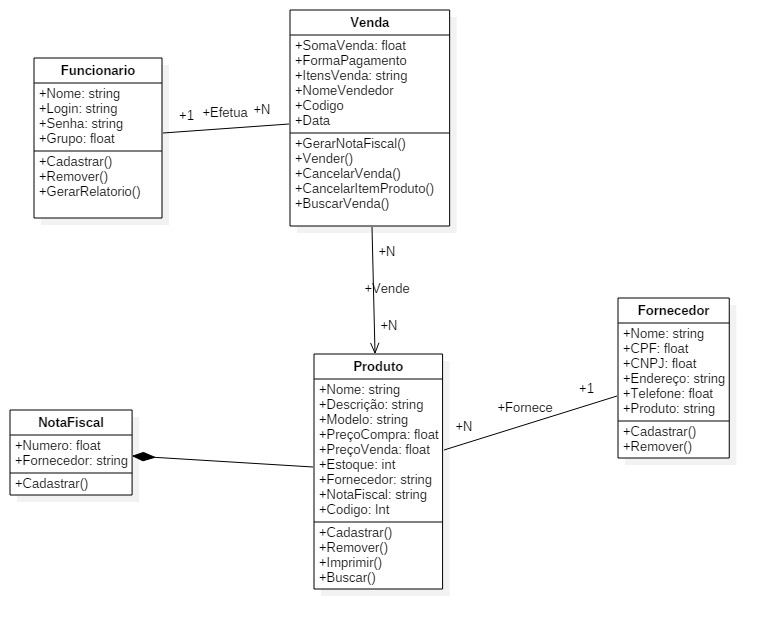 Venda
+SomaVenda: float
+FormaPagamento
+ItensVenda: string
+NomeVendedor
+Codigo
+Data
+GerarNotaFiscal()
+Vender()
+CancelarVenda()
+CancelarItemProduto()
+BuscarVenda()
Funcionario
+Nome: string
+Login: string
+Senha: string
+Grupo: float
+Cadastrar()
+Remover()
+GerarRelatorio()
+1 +Efetua +N
+N
+Vende
+N
Fornecedor
+Nome: string
+CPF: float
+CNPJ: float
+Endereço: string
+Telefone: float
+Produto: string
+Cadastrar()
+Remover()
+1
+Fornece
+N
Produto
+Nome: string
+Descrição: string
+Modelo: string
+PreçoCompra: float
+PreçoVenda: float
+Estoque: int
+Fornecedor: string
+NotaFiscal: string
+Codigo: Int
+Cadastrar()
+Remover()
+Imprimir()
+Buscar()
NotaFiscal
+Numero: float
+Fornecedor: string
+Cadastrar()